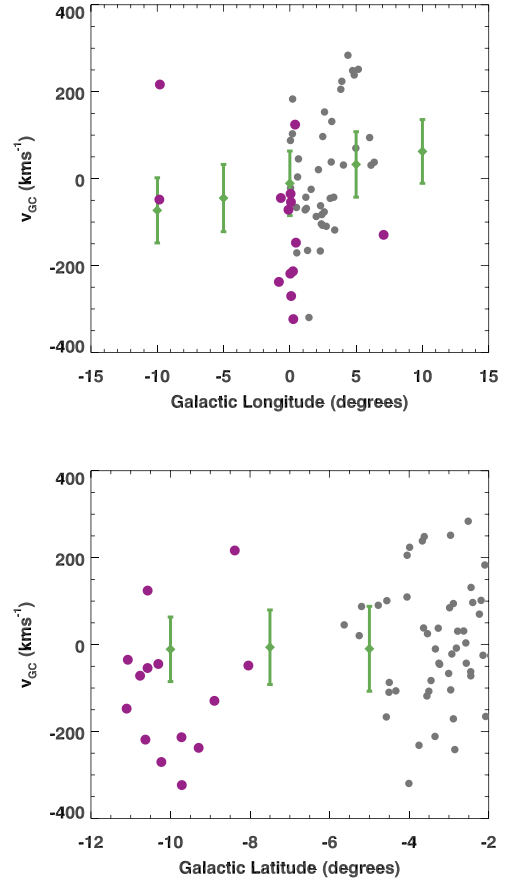 400
200
0
-200
-400
v_GC (kms^-1)
-15 -10 -5 0 5 10 15
Galactic Longitude (degrees)
400
200
0
-200
-400
v_GC (kms^-1)
-12 -10 -8 -6 -4 -2
Galactic Latitude (degrees)